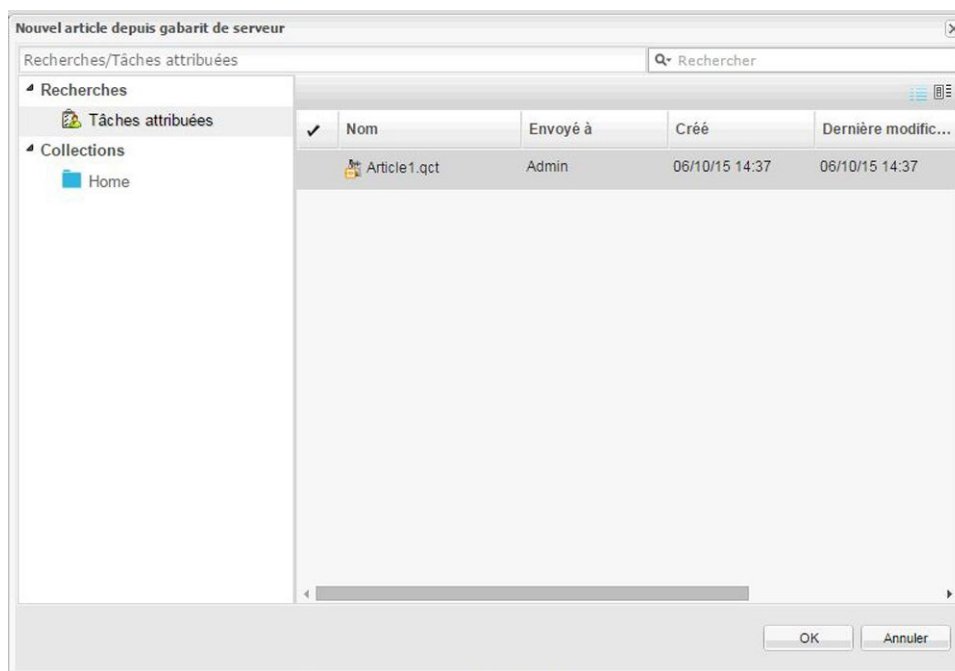 Nouvel article depuis gabarit de serveur
Recherches/Tâches attribuées
Rechercher
Recherches
Tâches attribuées
Collections
Home
Nom Envoyé à Créé Dernière modific...
Article1.qct Admin 06/10/15 14:37 06/10/15 14:37
OK Annuler